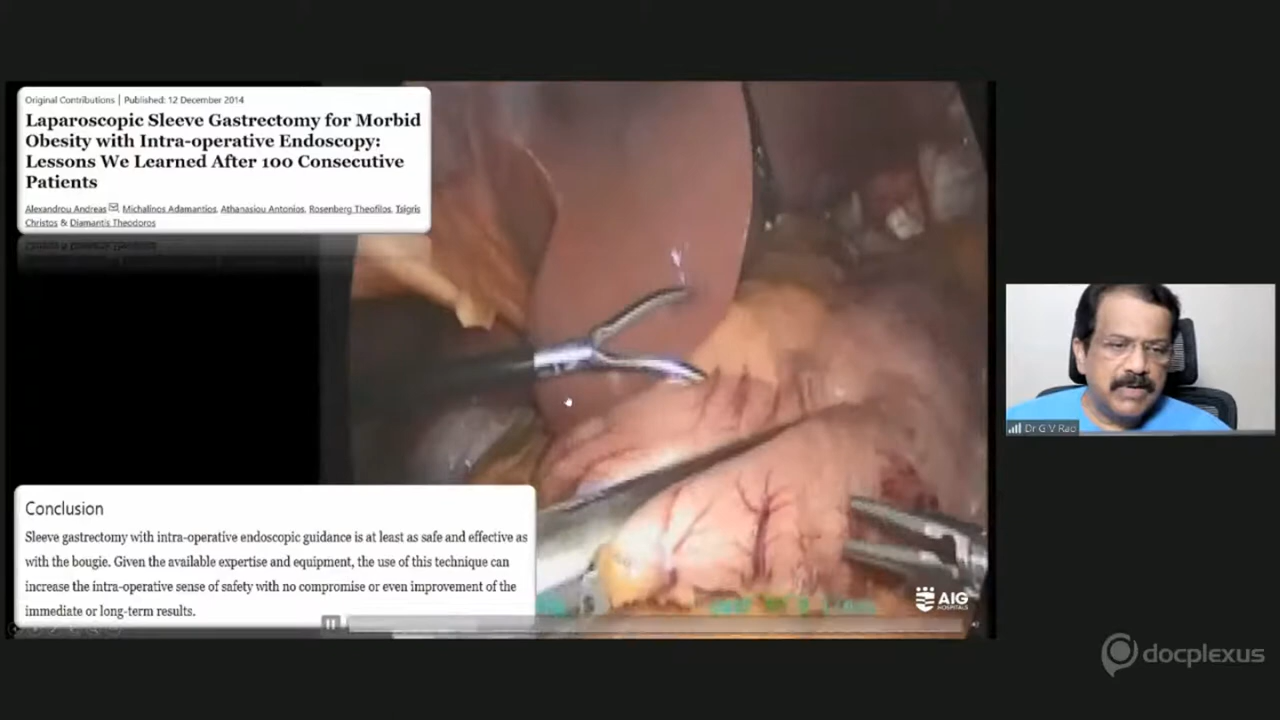 Original Contributions | Published: 12 December 2014
Laparoscopic Sleeve Gastrectomy for Morbid
Obesity with Intra-operative Endoscopy:
Lessons We Learned After 100 Consecutive
Patients
Alexandrou Andreas, Michalinos Adamantios, Athanasiou Antonios, Rosenberg Theofilos, Tsigris
Christos & Diamantis Theodoros
Conclusion
Sleeve gastrectomy with intra-operative endoscopic guidance is at least as safe and effective as
with the bougie. Given the available expertise and equipment, the use of this technique can
increase the intra-operative sense of safety with no compromise or even improvement of the
immediate or long-term results.
AIG
HOSPITALS
Dr G V Rao
docplexus